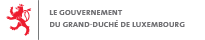 LE GOUVERNEMENT
DU GRAND-DUCHÉ DE LUXEMBOURG